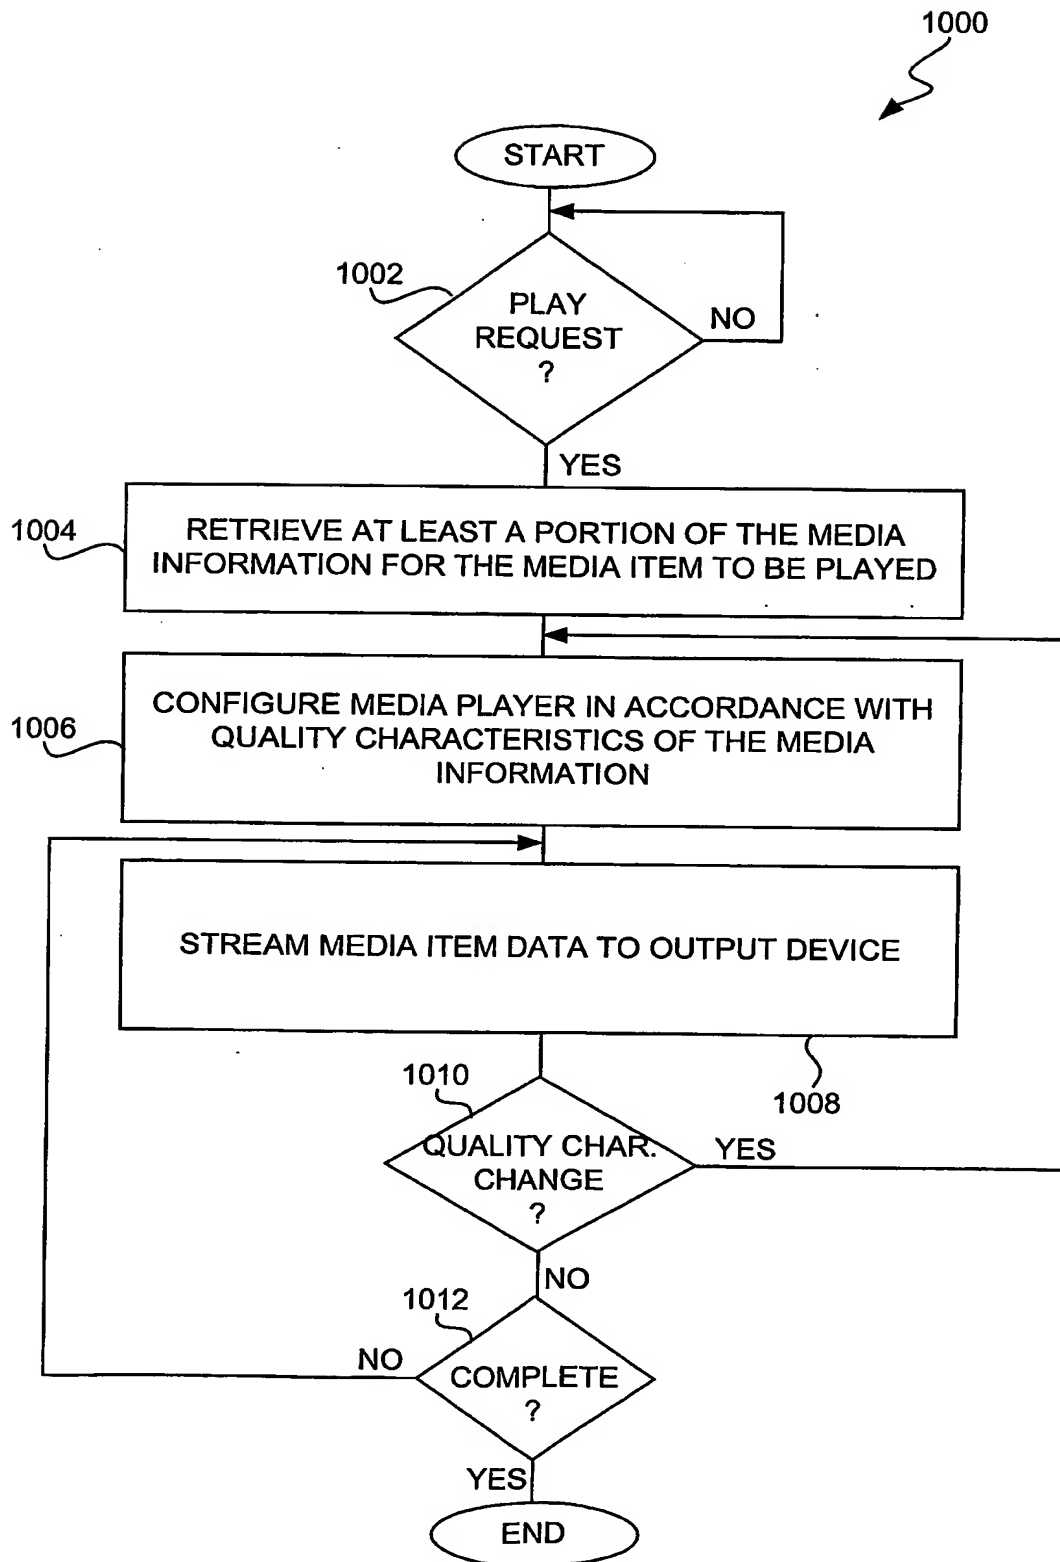 1000
START
1002
PLAY
REQUEST
?
NO
YES
1004
RETRIEVE AT LEAST A PORTION OF THE MEDIA
INFORMATION FOR THE MEDIA ITEM TO BE PLAYED
1006
CONFIGURE MEDIA PLAYER IN ACCORDANCE WITH
QUALITY CHARACTERISTICS OF THE MEDIA
INFORMATION
STREAM MEDIA ITEM DATA TO OUTPUT DEVICE
1008
1010
QUALITY CHAR.
CHANGE
?
YES
NO
1012
COMPLETE
?
NO
YES
END